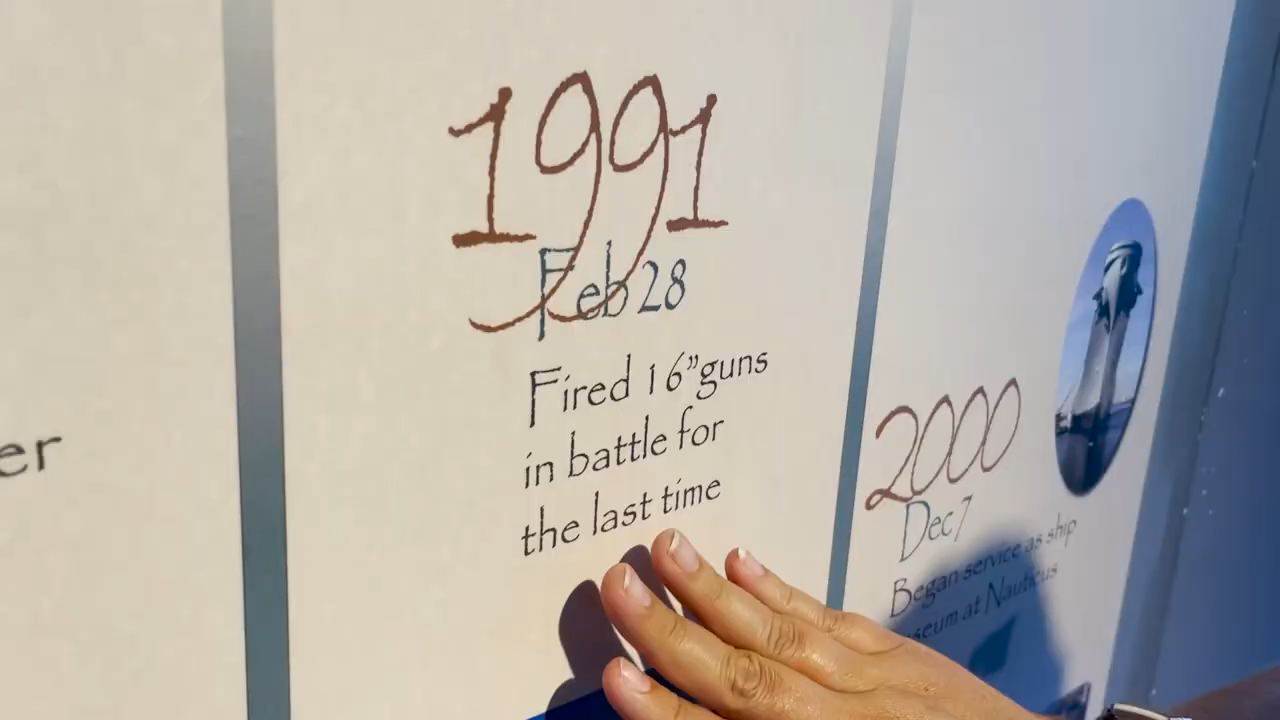 er
1991
Feb 28
Fired 16”guns
in battle for
the last time
2000
Dec 7
Began service as ship
at Nauticus